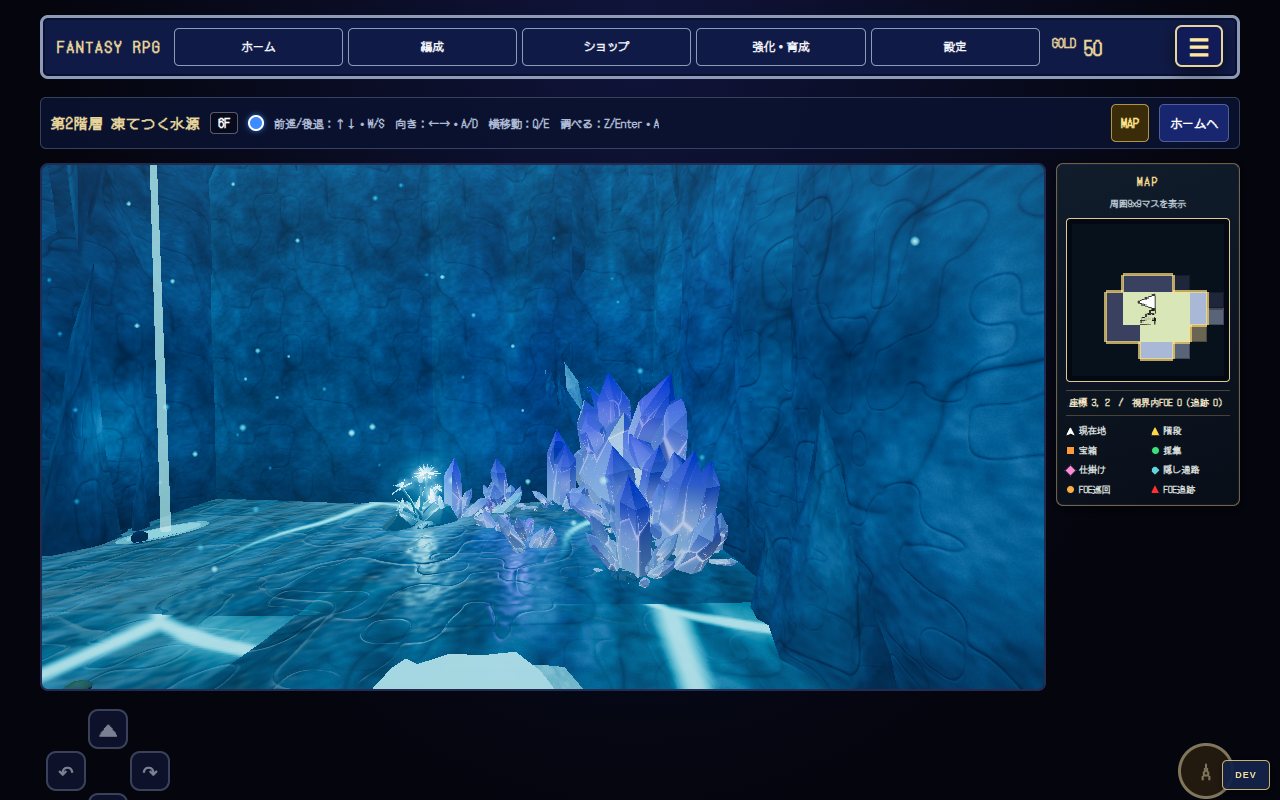 FANTASY RPG ホーム 編成 ショップ 強化・育成 設定 GOLD 50
第2階層 凍てつく水源 6F 前進/後退：↑↓・W/S 向き：←→・A/D 横移動：Q/E 調べる：Z/Enter・A MAP ホームへ
MAP
周囲9x9マスを表示
座標 3, 2 / 視界内FOE 0（追跡 0）
現在地 階段
宝箱 採集
仕掛け 隠し通路
FOE巡回 FOE追跡
A
DEV